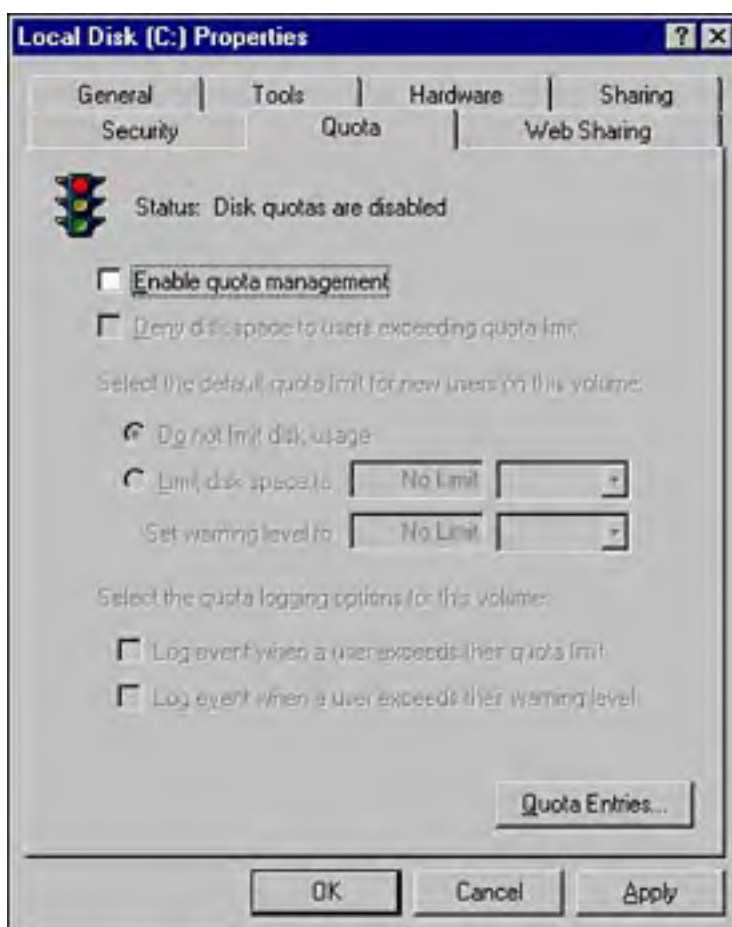 Local Disk (C:) Properties
General Tools Hardware Sharing
Security Quota Web Sharing
Status: Disk quotas are disabled
Enable quota management
Deny disk space to users exceeding quota limit
Select the default quota limit for new users on this volume:
Do not limit disk usage
Limit disk space to No Limit
Set warning level to No Limit
Select the quota logging options for this volume:
Log event when a user exceeds their quota limit
Log event when a user exceeds their warning level
Quota Entries...
OK Cancel Apply